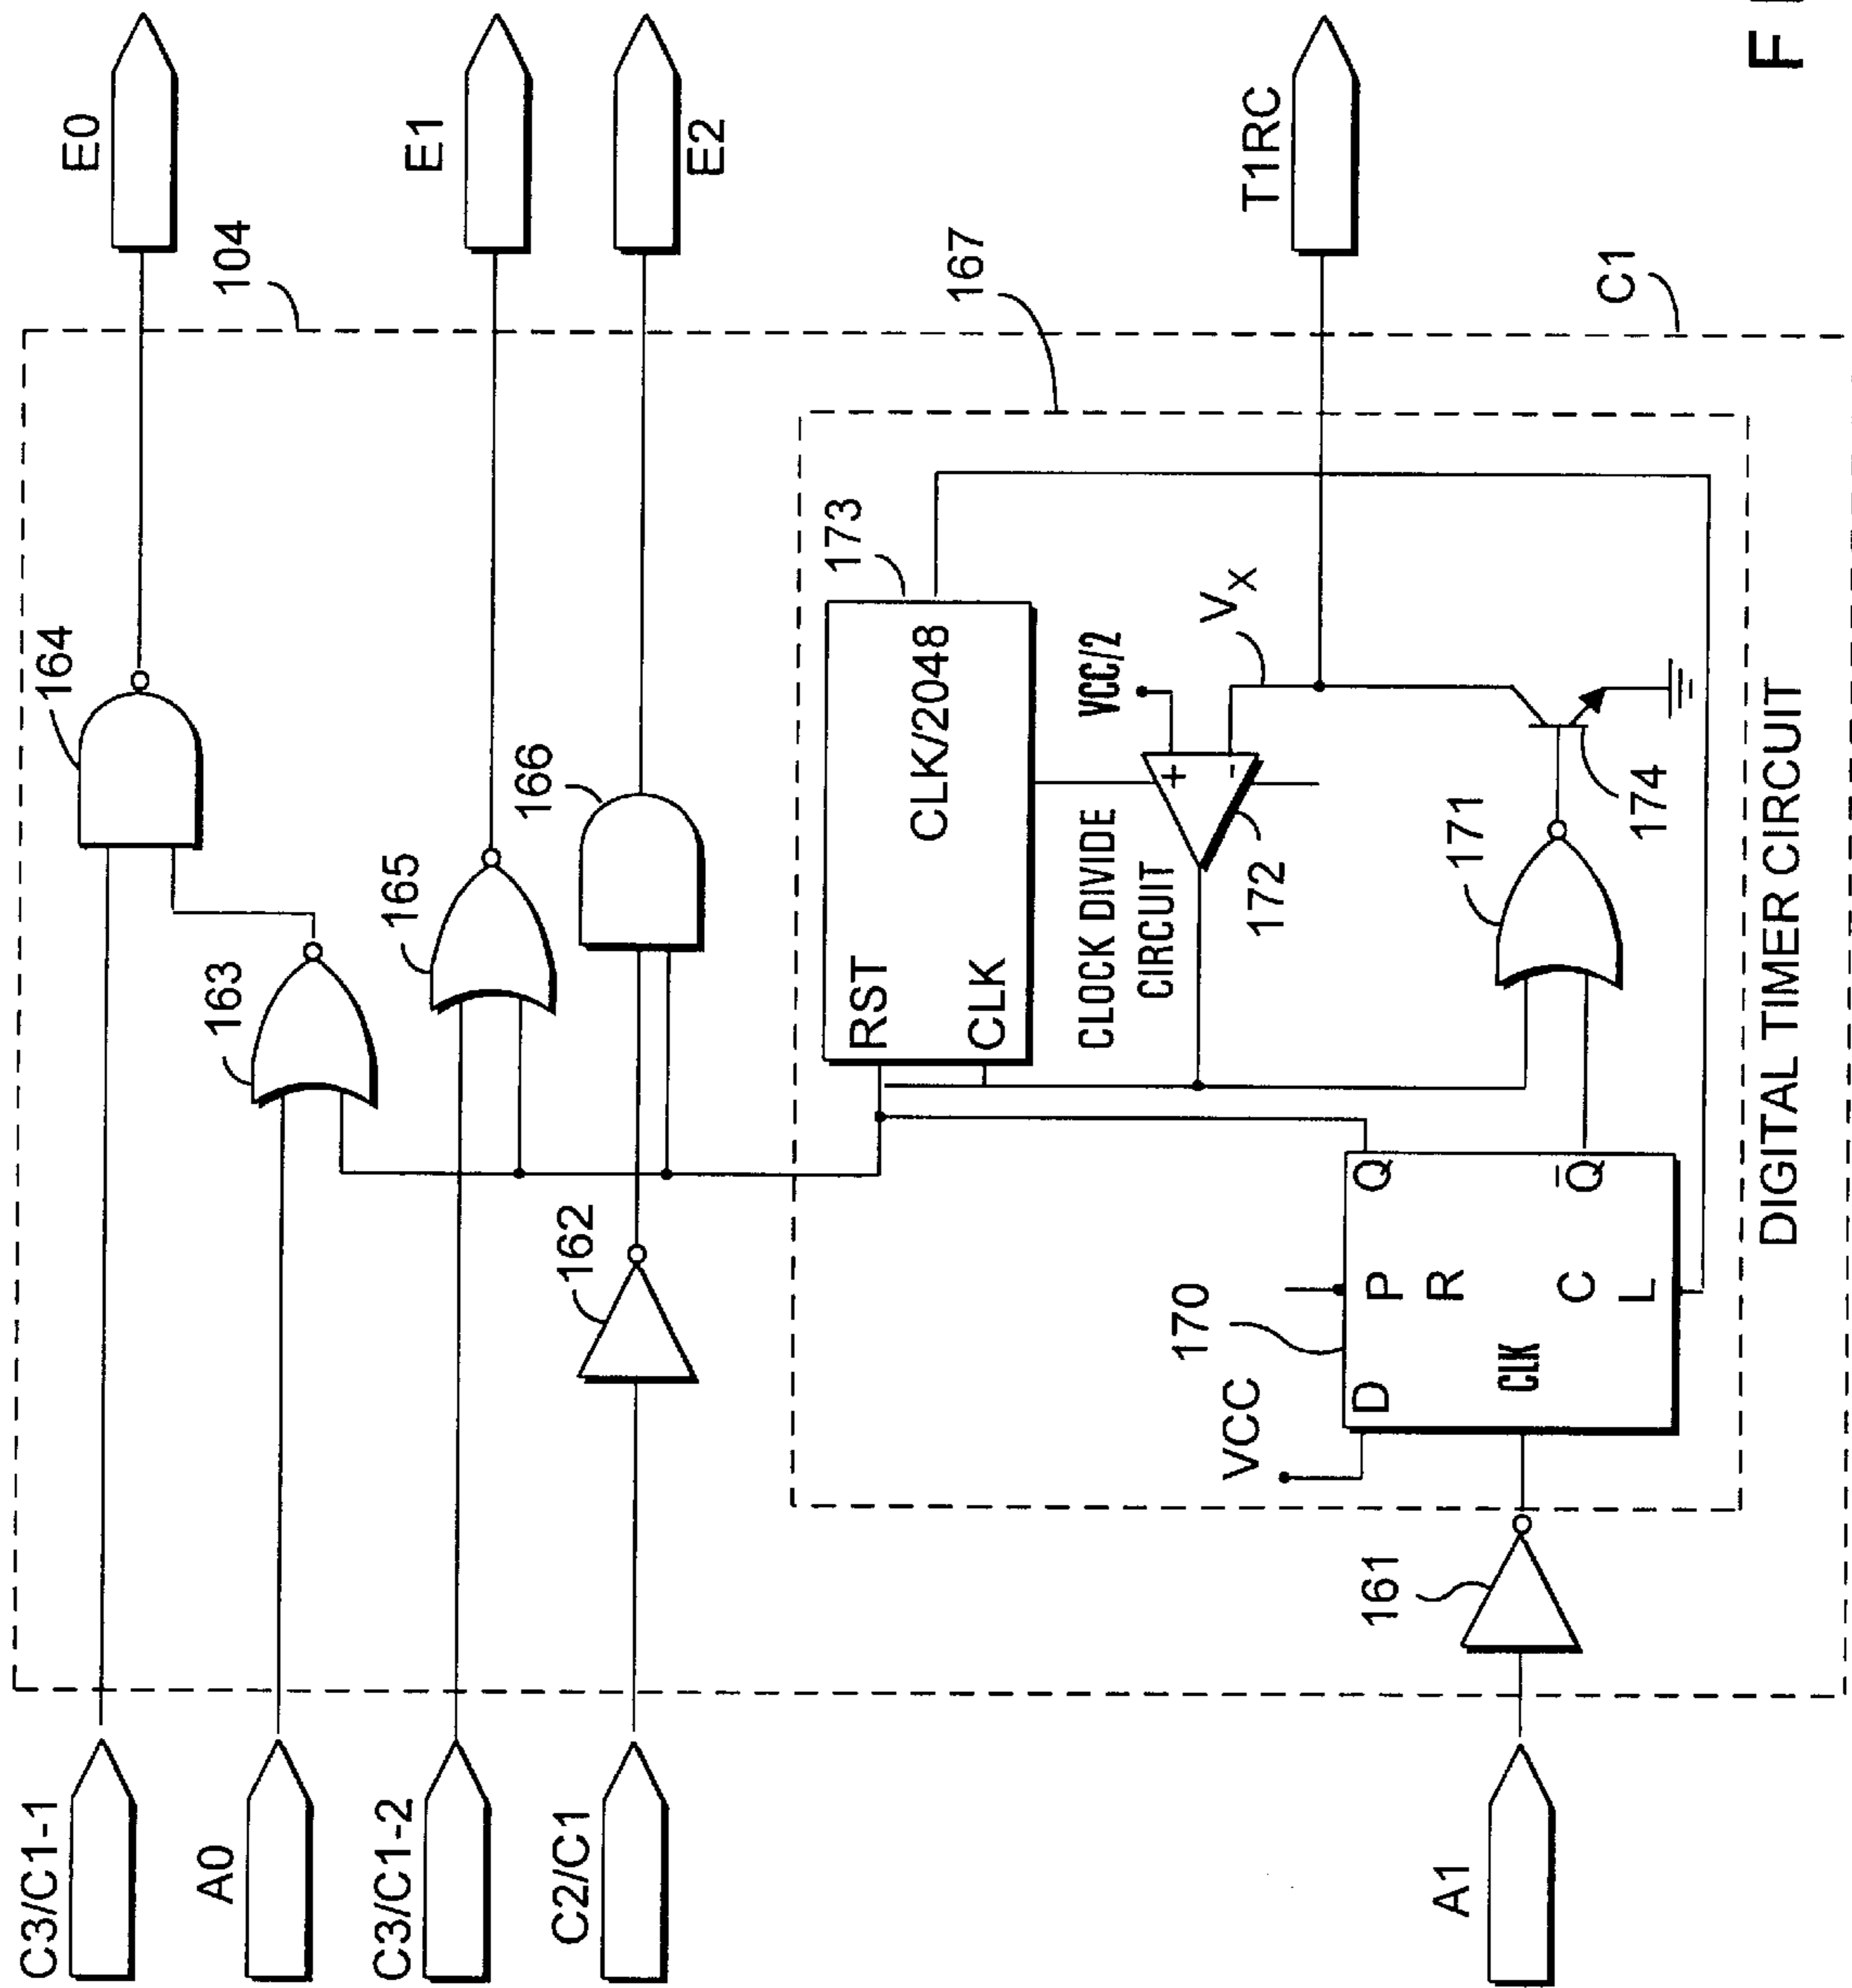 C3/C1-1
A0
C3/C1-2
C2/C1
A1
E0
E1
E2
T1RC
104
164
163
165
166
162
161
167
C1
173
RST
CLK
CLK/2048
CLOCK DIVIDE
CIRCUIT
VCC/2
+
-
VX
172
171
174
170
VCC
D
P
R
Q
CLK
C
L
Q
DIGITAL TIMER CIRCUIT